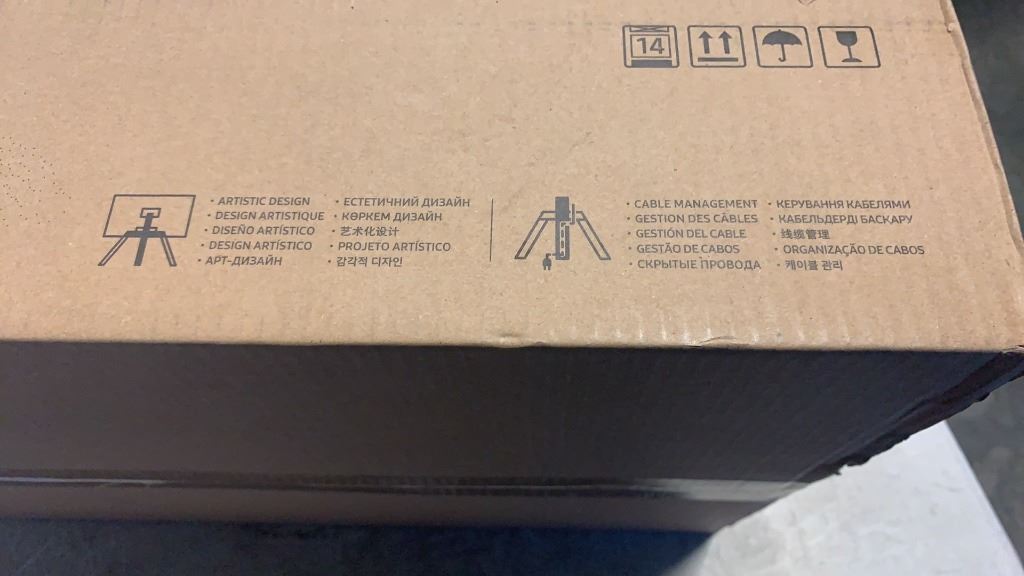 14
• ARTISTIC DESIGN
• DESIGN ARTISTIQUE
• DISEÑO ARTÍSTICO
• DESIGN ARTÍSTICO
• АРТ-ДИЗАЙН
• ЕСТЕТИЧНИЙ ДИЗАЙН
• КӨРКЕМ ДИЗАЙН
• 艺术化设计
• PROJETO ARTÍSTICO
• 감각적 디자인
• CABLE MANAGEMENT
• GESTION DES CÂBLES
• GESTIÓN DEL CABLE
• GESTÃO DE CABOS
• СКРЫТЫЕ ПРОВОДА
• КЕРУВАННЯ КАБЕЛЯМИ
• КАБЕЛЬДЕРДІ БАСҚАРУ
• 线缆管理
• ORGANIZAÇÃO DE CABOS
• 케이블 관리